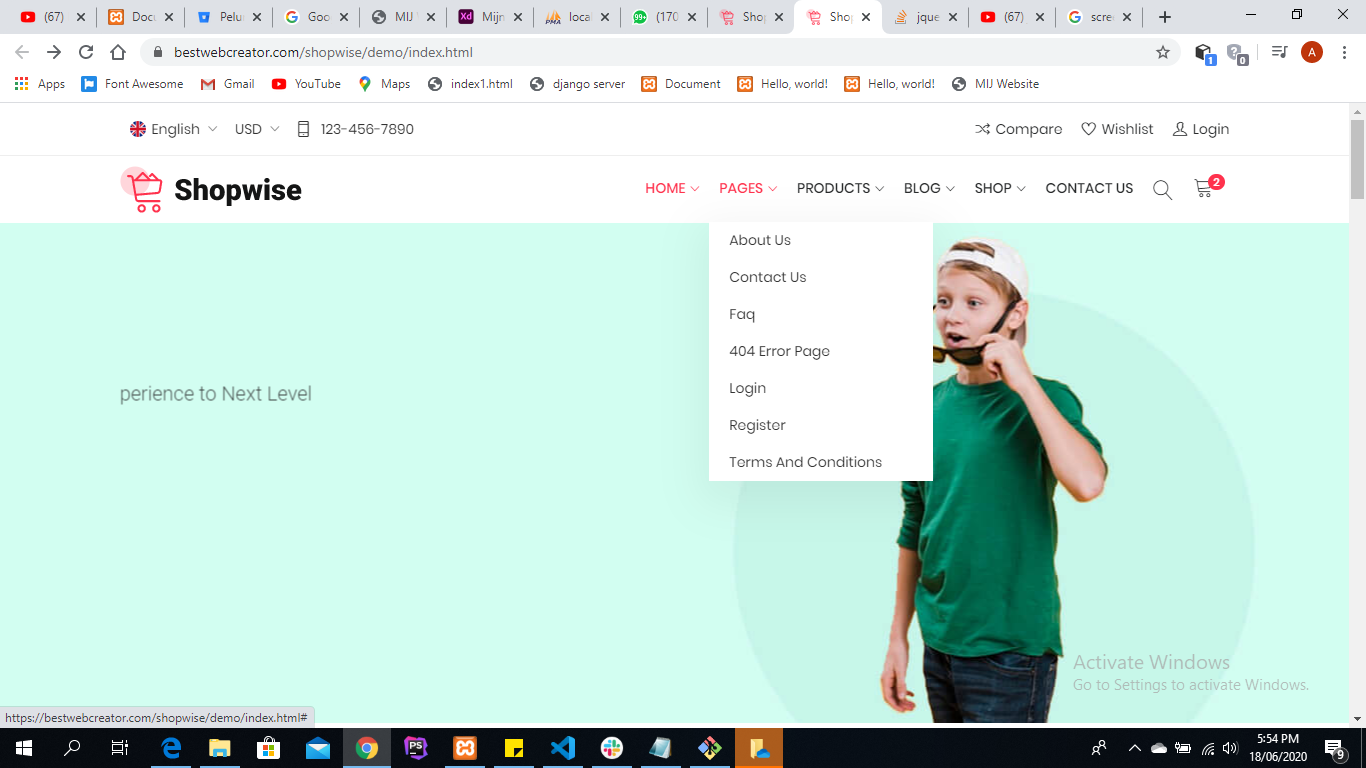 (67) Docu Pelu Goo MIJ Mijn local (170 Shop Shop jque (67) scree
bestwebcreator.com/shopwise/demo/index.html
Apps Font Awesome Gmail YouTube Maps index1.html django server Document Hello, world! Hello, world! MIJ Website
English USD 123-456-7890 Compare Wishlist Login
Shopwise HOME PAGES PRODUCTS BLOG SHOP CONTACT US 2
About Us
Contact Us
Faq
404 Error Page
Login
Register
Terms And Conditions
perience to Next Level
Activate Windows
Go to Settings to activate Windows.
https://bestwebcreator.com/shopwise/demo/index.html#
5:54 PM
18/06/2020
9